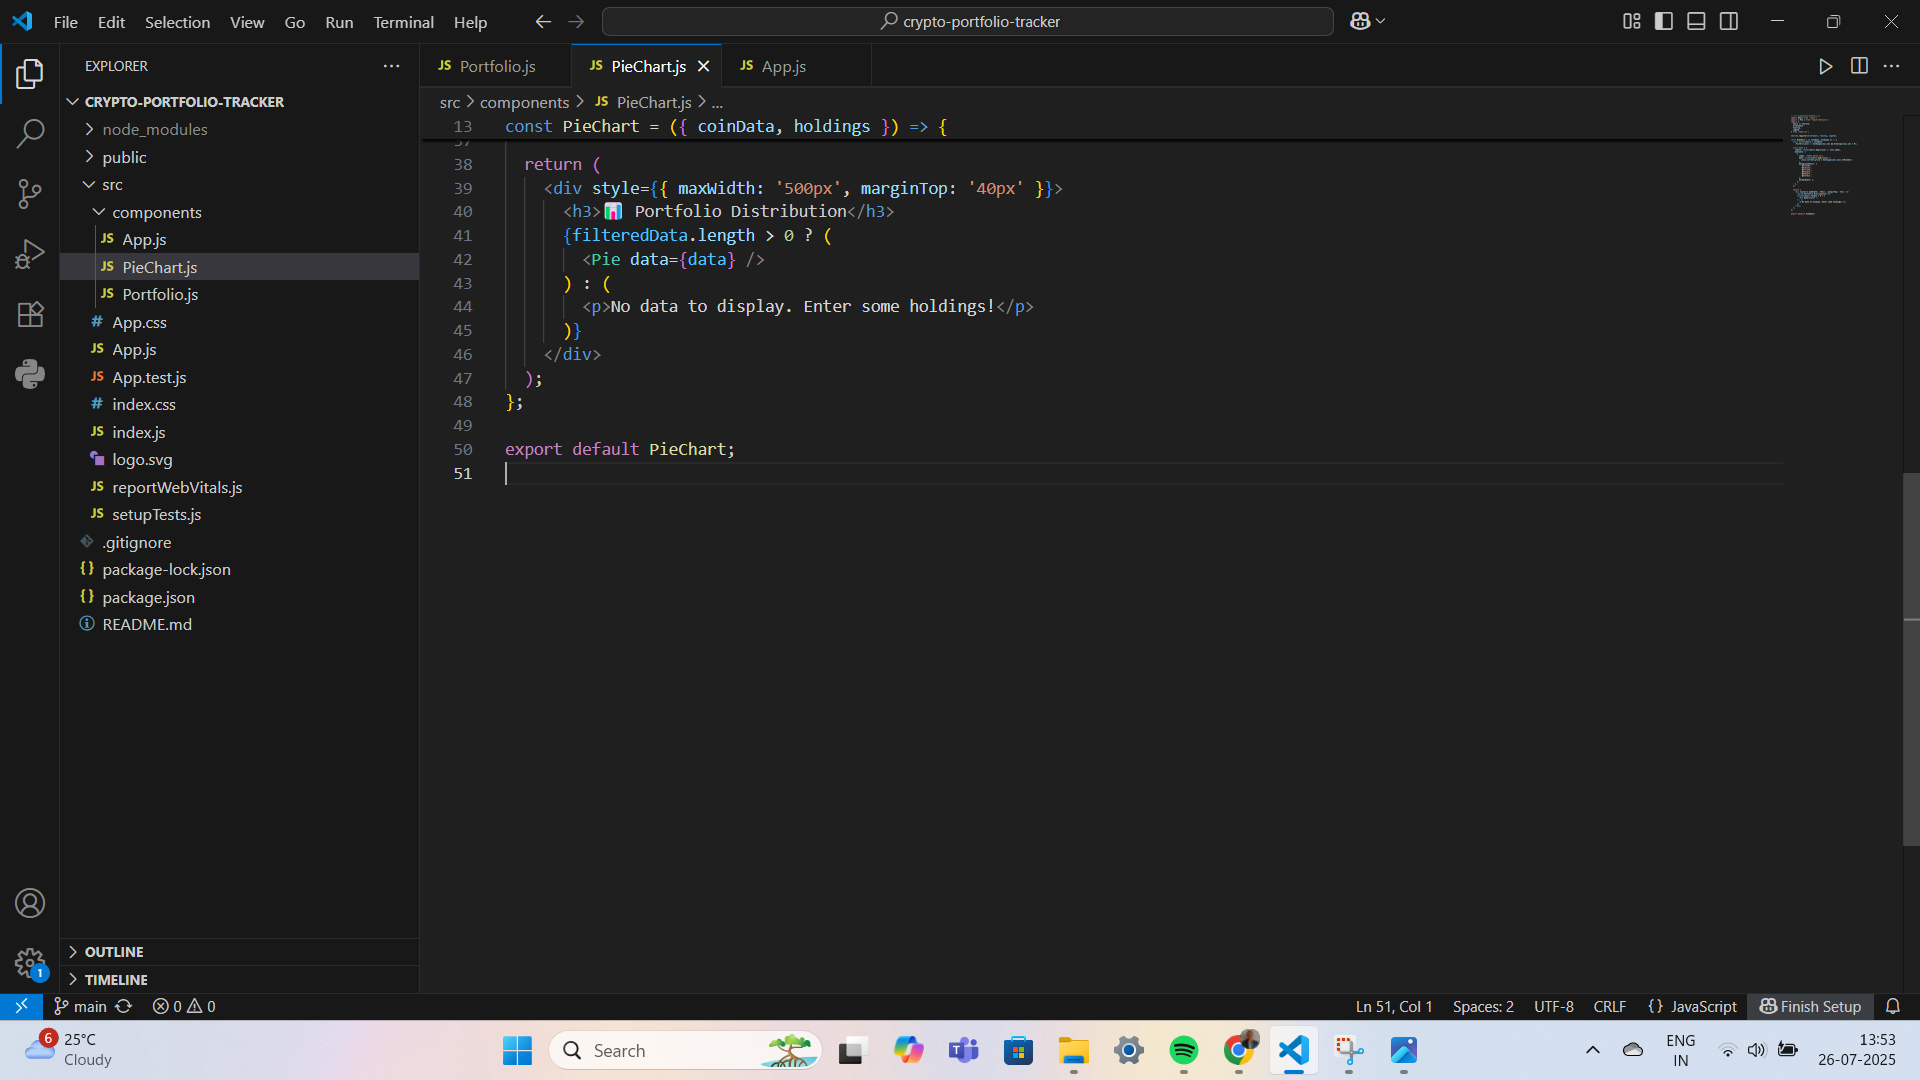 File Edit Selection View Go Run Terminal Help
crypto-portfolio-tracker
EXPLORER
CRYPTO-PORTFOLIO-TRACKER
node_modules
public
src
components
JS App.js
JS PieChart.js
JS Portfolio.js
# App.css
JS App.js
JS App.test.js
# index.css
JS index.js
logo.svg
JS reportWebVitals.js
JS setupTests.js
.gitignore
{} package-lock.json
{} package.json
README.md
OUTLINE
TIMELINE
JS Portfolio.js JS PieChart.js JS App.js
src > components > JS PieChart.js > ...
13 const PieChart = ({ coinData, holdings }) => {
37
38 return (
39 <div style={{ maxWidth: '500px', marginTop: '40px' }}>
40 <h3>📊 Portfolio Distribution</h3>
41 {filteredData.length > 0 ? (
42 <Pie data={data} />
43 ) : (
44 <p>No data to display. Enter some holdings!</p>
45 )}
46 </div>
47 );
48 };
49
50 export default PieChart;
51
main 0 0
Ln 51, Col 1 Spaces: 2 UTF-8 CRLF {} JavaScript Finish Setup
1
6
25°C
Cloudy
Search
ENG
IN
13:53
26-07-2025